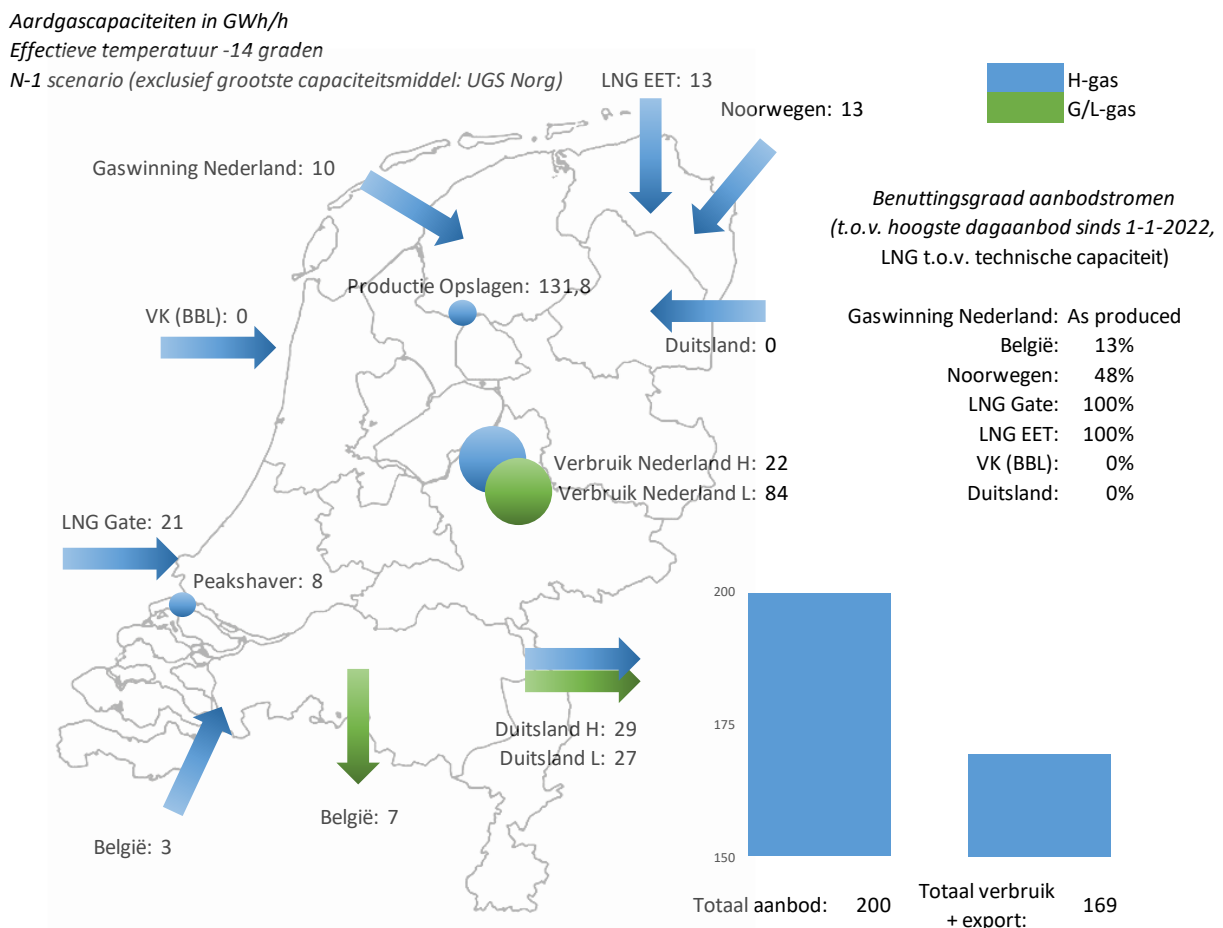 Aardgascapaciteiten in GWh/h
Effectieve temperatuur -14 graden
N-1 scenario (exclusief grootste capaciteitsmiddel: UGS Norg)
LNG EET: 13
Noorwegen: 13
H-gas
G/L-gas
Gaswinning Nederland: 10
Productie Opslagen: 131,8
VK (BBL): 0
Duitsland: 0
Benuttingsgraad aanbodstromen
(t.o.v. hoogste dagaanbod sinds 1-1-2022,
LNG t.o.v. technische capaciteit)
Gaswinning Nederland: As produced
België: 13%
Noorwegen: 48%
LNG Gate: 100%
LNG EET: 100%
VK (BBL): 0%
Duitsland: 0%
Verbruik Nederland H: 22
Verbruik Nederland L: 84
LNG Gate: 21
Peakshaver: 8
Duitsland H: 29
Duitsland L: 27
België: 7
België: 3
200
175
150
Totaal aanbod: 200
Totaal verbruik
+ export: 169